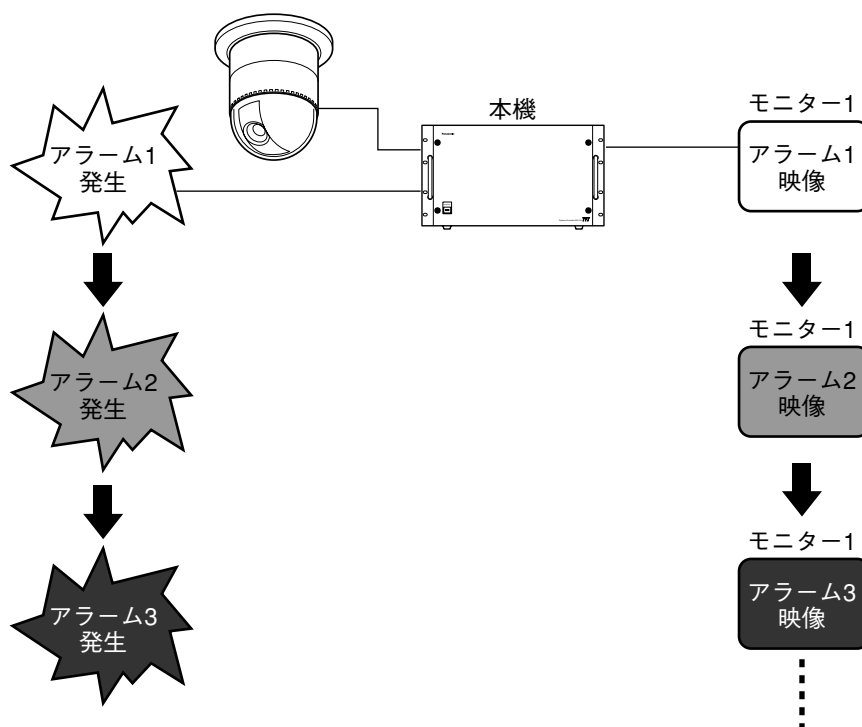 本機
モニター1
アラーム1
発生
アラーム1
映像
モニター1
アラーム2
発生
アラーム2
映像
モニター1
アラーム3
発生
アラーム3
映像